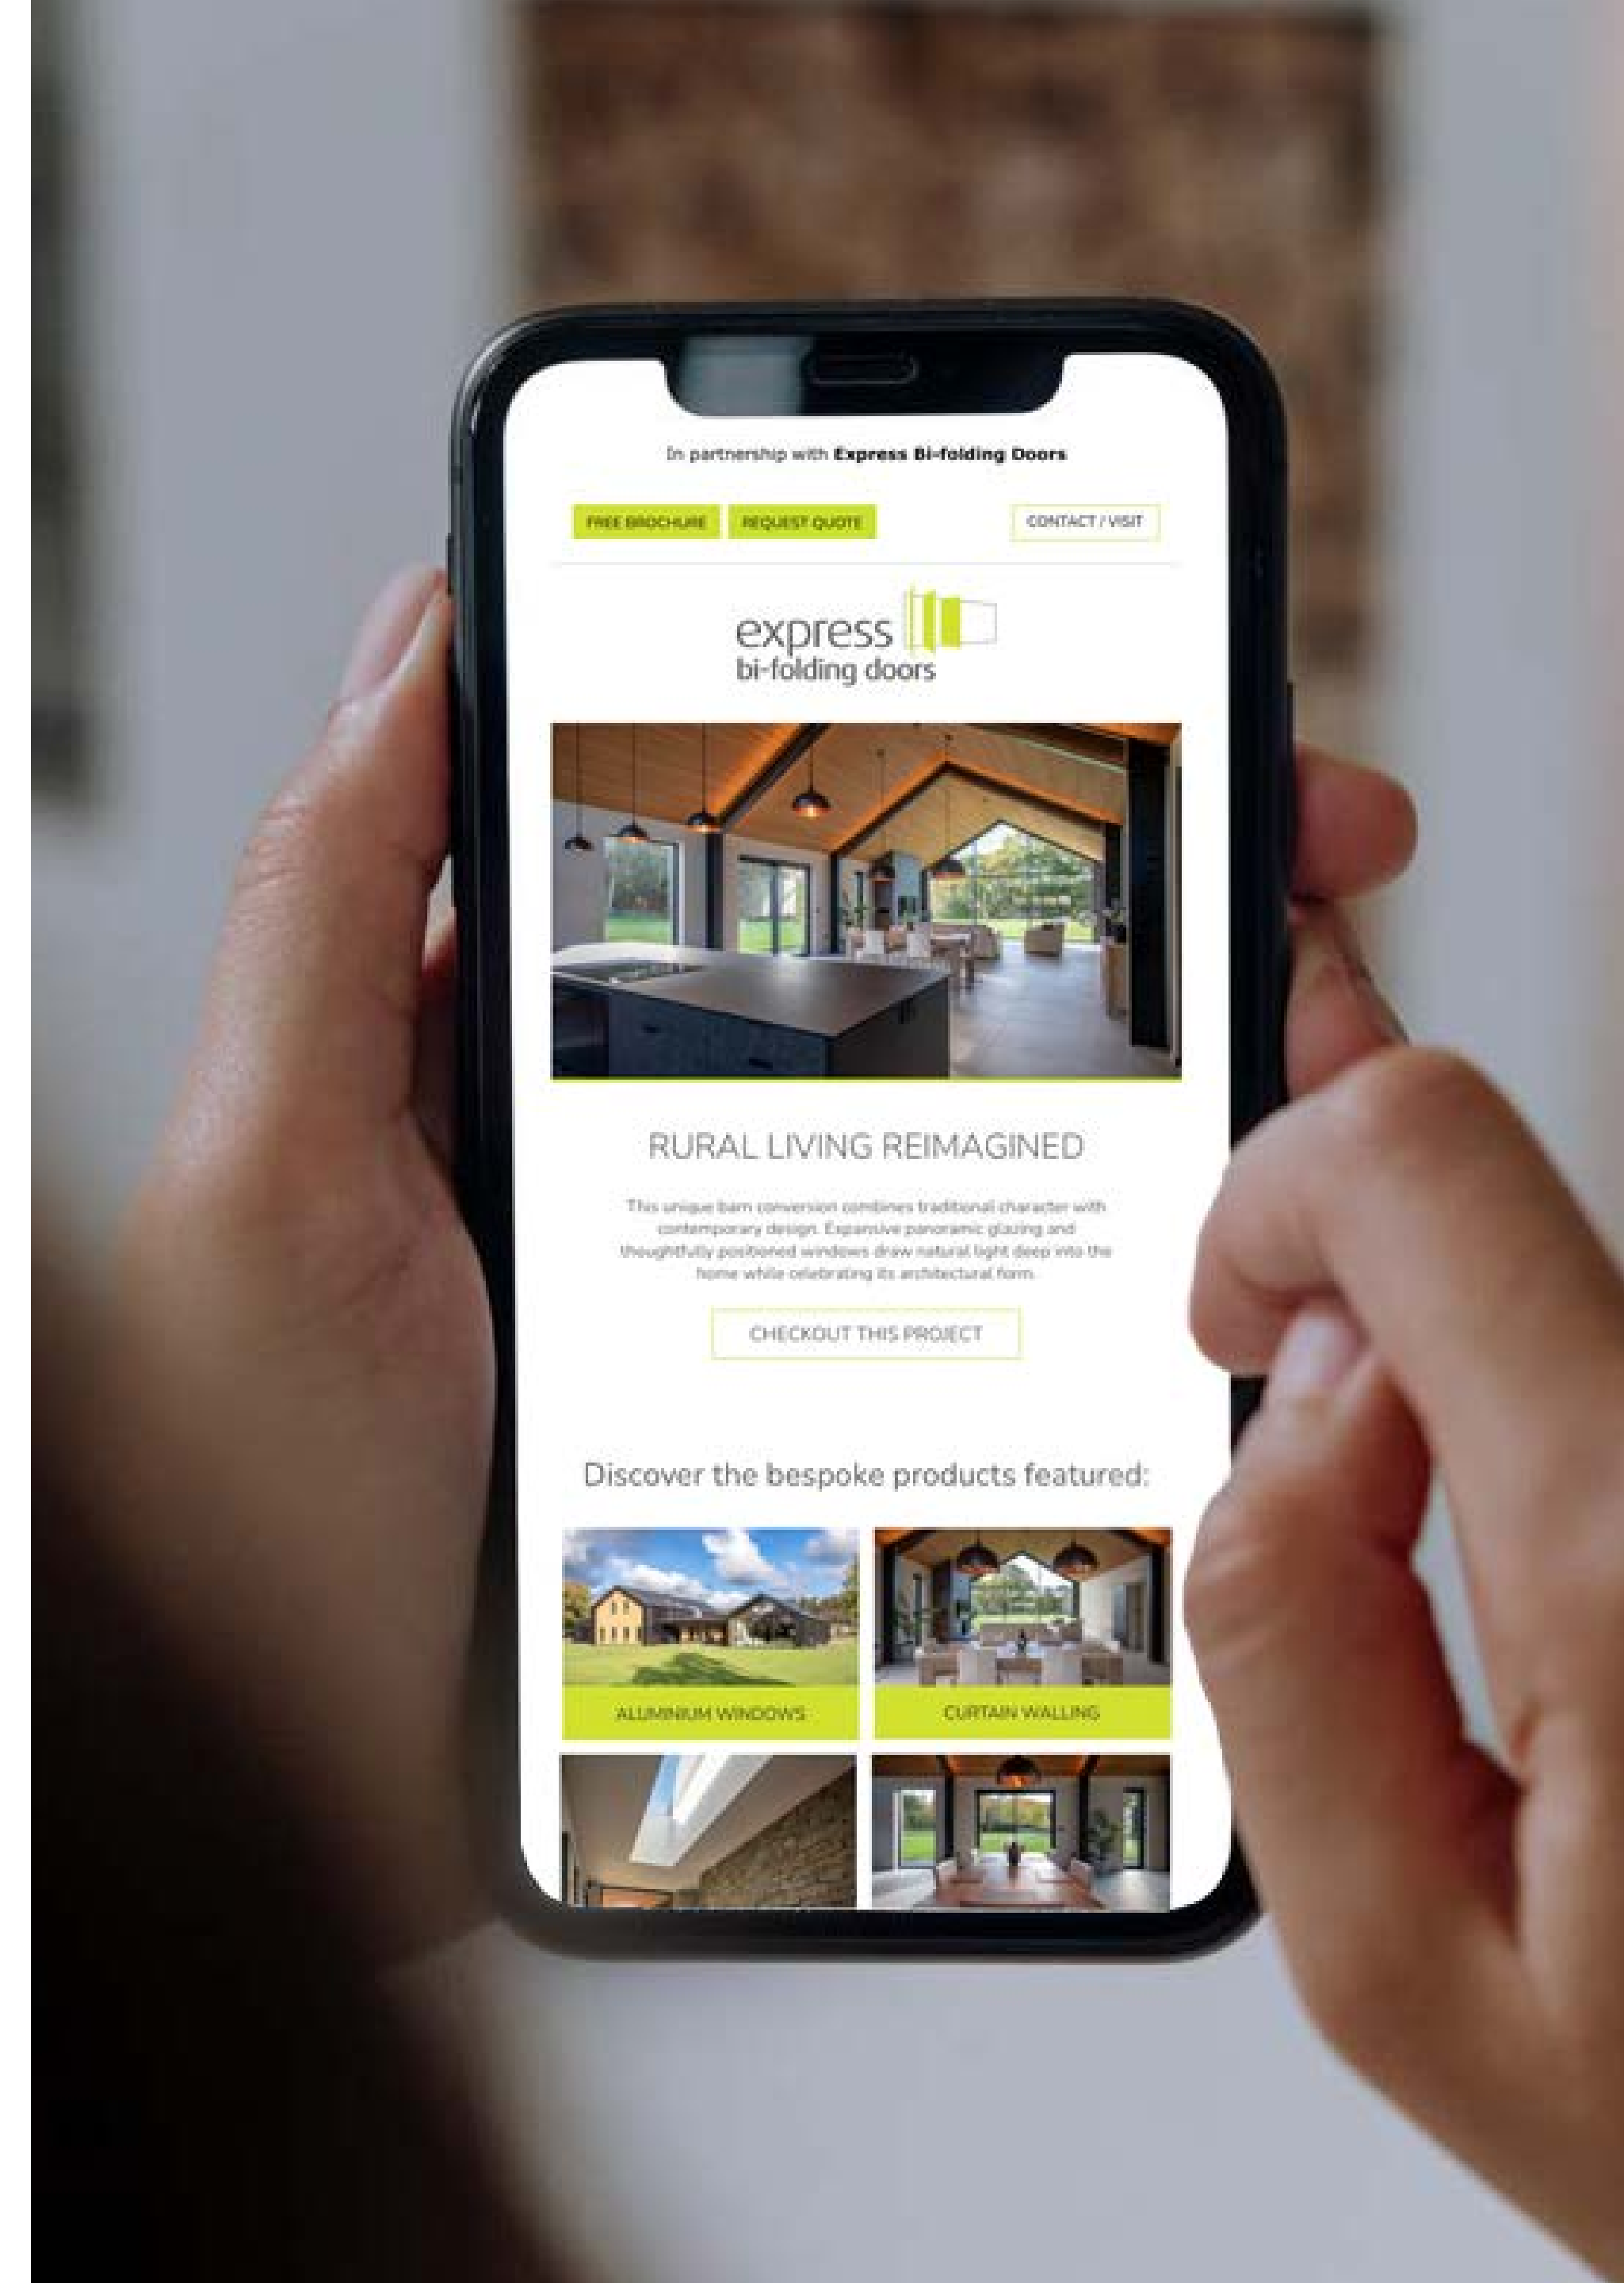 In partnership with Express Bi-folding Doors
FREE BROCHURE REQUEST QUOTE CONTACT / VISIT
express
bi-folding doors
RURAL LIVING REIMAGINED
This unique barn conversion combines traditional character with
contemporary design. Expansive panoramic glazing and
thoughtfully positioned windows draw natural light deep into the
home while celebrating its architectural form.
CHECKOUT THIS PROJECT
Discover the bespoke products featured:
ALUMINIUM WINDOWS CURTAIN WALLING